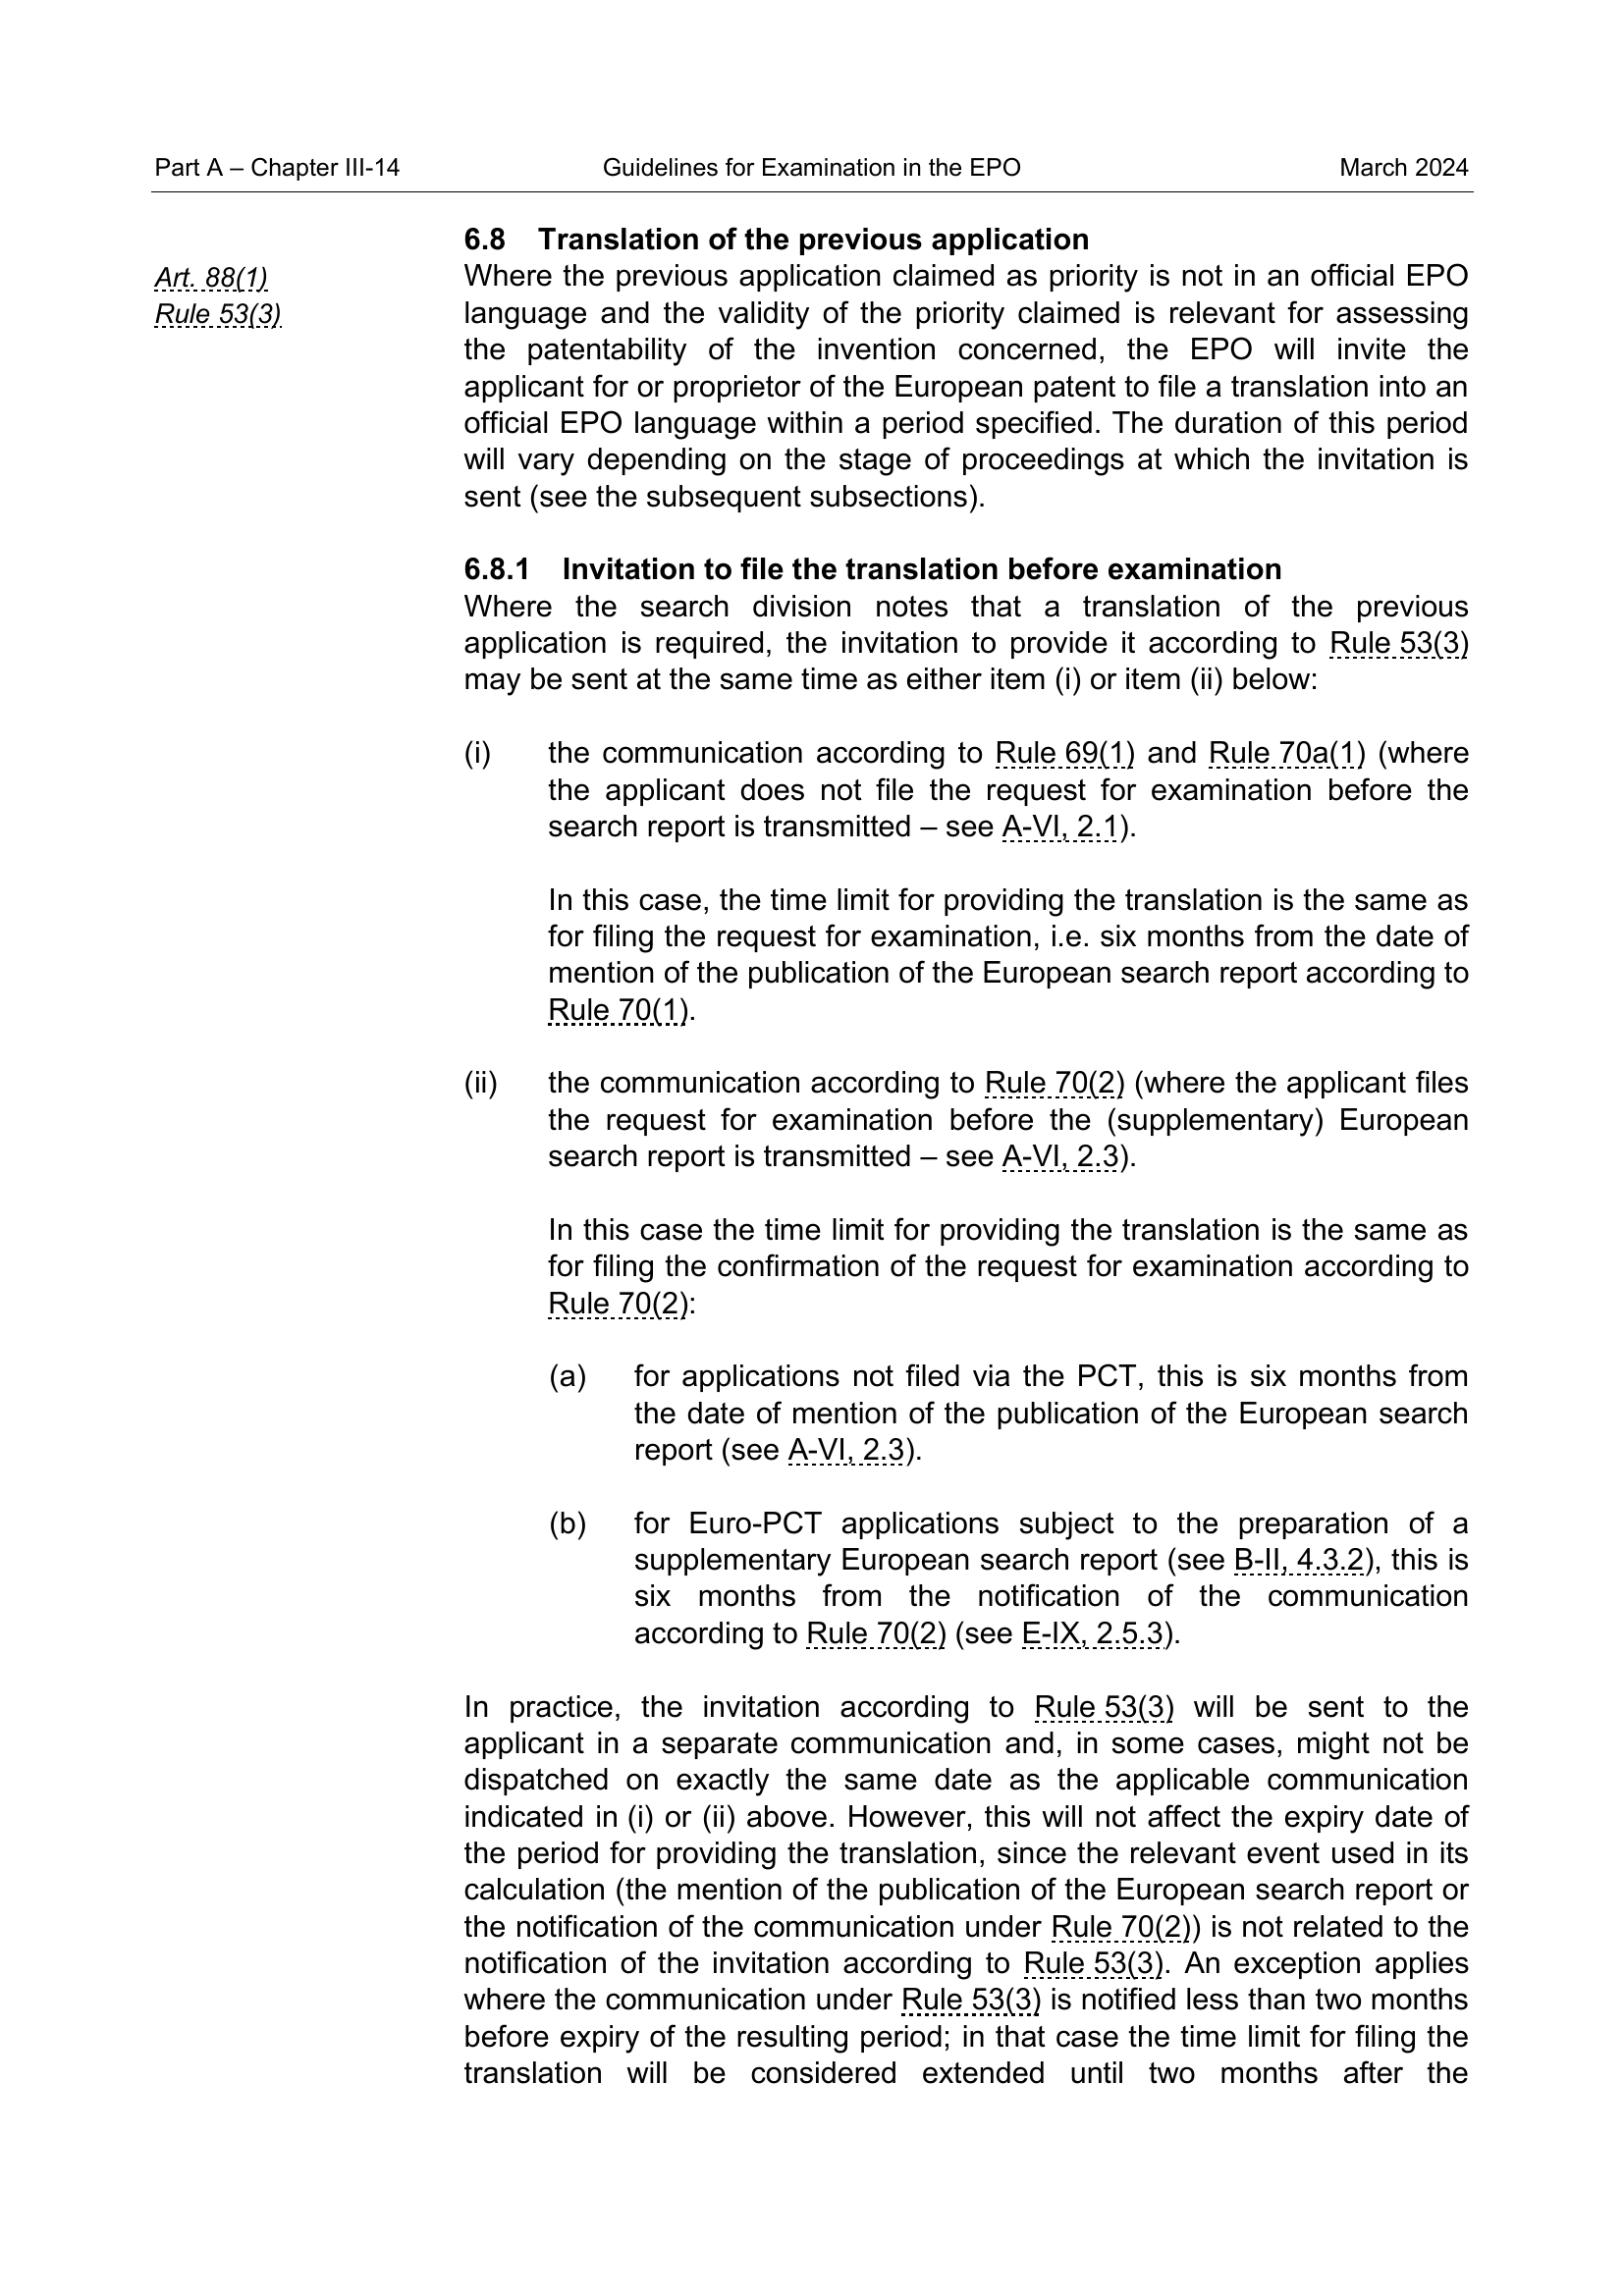 Part A – Chapter III-14 Guidelines for Examination in the EPO March 2024
6.8 Translation of the previous application
Art. 88(1)
Rule 53(3)
Where the previous application claimed as priority is not in an official EPO
language and the validity of the priority claimed is relevant for assessing
the patentability of the invention concerned, the EPO will invite the
applicant for or proprietor of the European patent to file a translation into an
official EPO language within a period specified. The duration of this period
will vary depending on the stage of proceedings at which the invitation is
sent (see the subsequent subsections).
6.8.1 Invitation to file the translation before examination
Where the search division notes that a translation of the previous
application is required, the invitation to provide it according to Rule 53(3)
may be sent at the same time as either item (i) or item (ii) below:
(i) the communication according to Rule 69(1) and Rule 70a(1) (where
the applicant does not file the request for examination before the
search report is transmitted – see A-VI, 2.1).
In this case, the time limit for providing the translation is the same as
for filing the request for examination, i.e. six months from the date of
mention of the publication of the European search report according to
Rule 70(1).
(ii) the communication according to Rule 70(2) (where the applicant files
the request for examination before the (supplementary) European
search report is transmitted – see A-VI, 2.3).
In this case the time limit for providing the translation is the same as
for filing the confirmation of the request for examination according to
Rule 70(2):
(a) for applications not filed via the PCT, this is six months from
the date of mention of the publication of the European search
report (see A-VI, 2.3).
(b) for Euro-PCT applications subject to the preparation of a
supplementary European search report (see B-II, 4.3.2), this is
six months from the notification of the communication
according to Rule 70(2) (see E-IX, 2.5.3).
In practice, the invitation according to Rule 53(3) will be sent to the
applicant in a separate communication and, in some cases, might not be
dispatched on exactly the same date as the applicable communication
indicated in (i) or (ii) above. However, this will not affect the expiry date of
the period for providing the translation, since the relevant event used in its
calculation (the mention of the publication of the European search report or
the notification of the communication under Rule 70(2)) is not related to the
notification of the invitation according to Rule 53(3). An exception applies
where the communication under Rule 53(3) is notified less than two months
before expiry of the resulting period; in that case the time limit for filing the
translation will be considered extended until two months after the